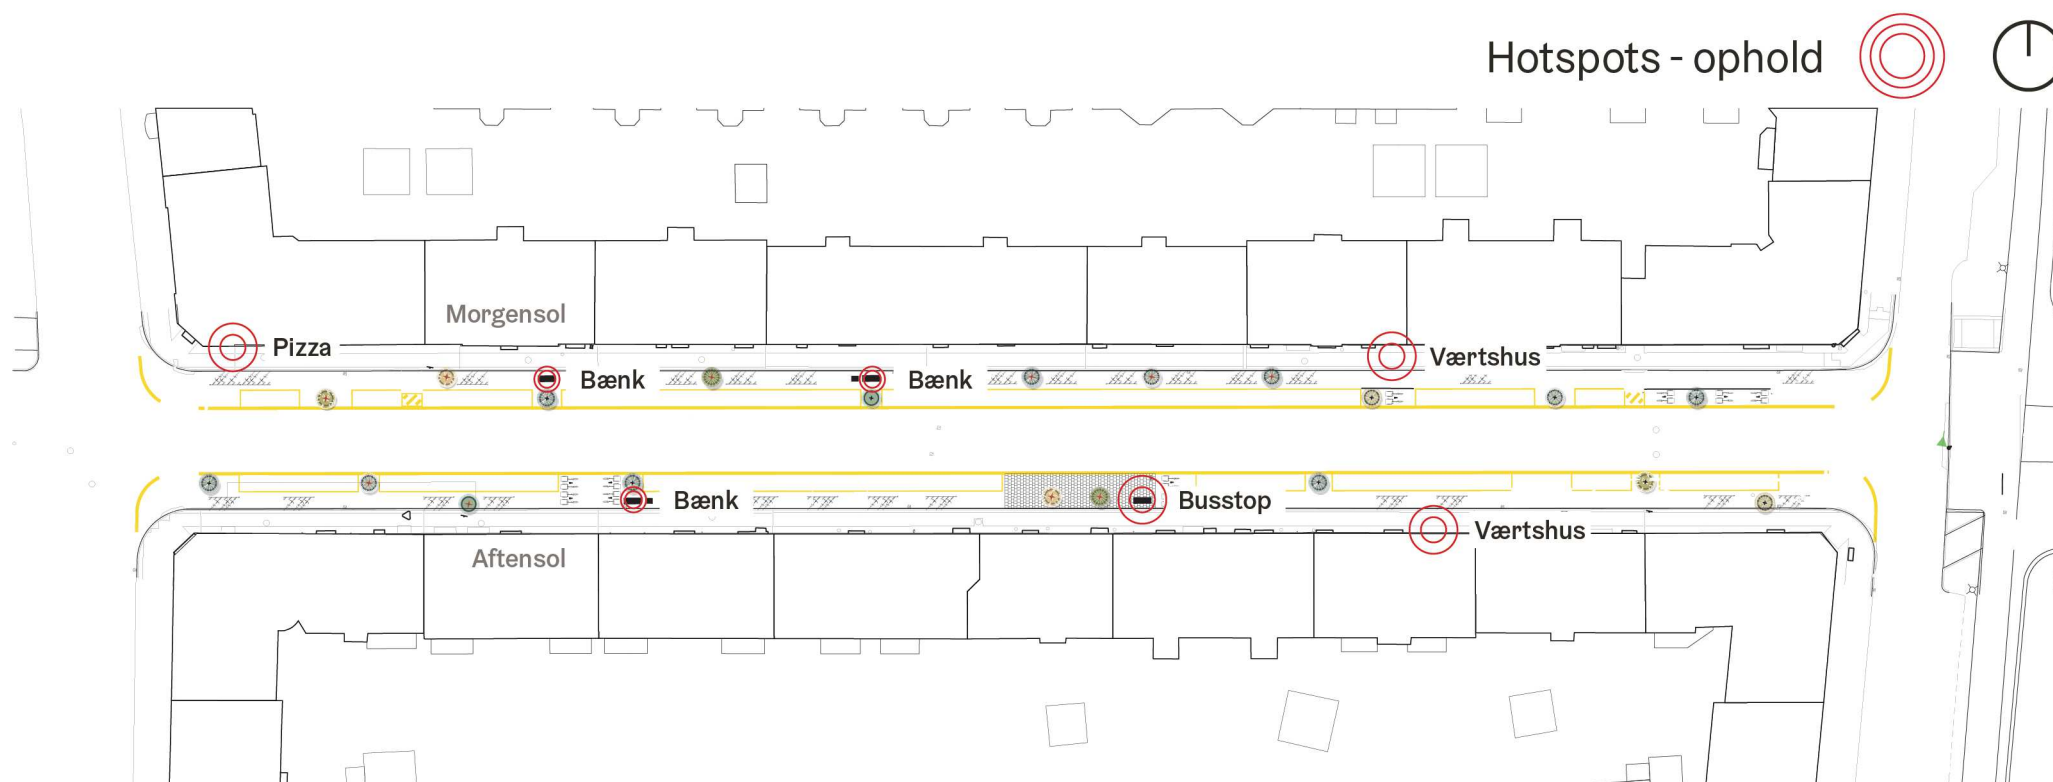 Hotspots - ophold
Morgensol
Pizza
Værtshus
Bænk
Bænk
Bænk
Busstop
Værtshus
Aftensol